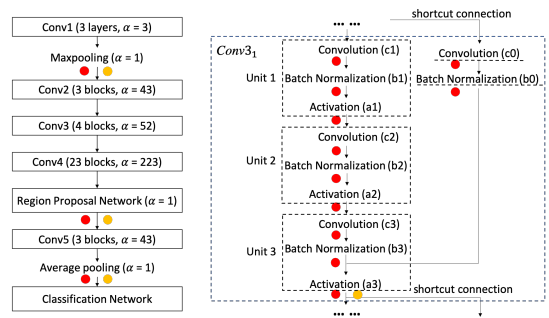 Conv1 (3 layers, α = 3)
Maxpooling (α = 1)
Conv2 (3 blocks, α = 43)
Conv3 (4 blocks, α = 52)
Conv4 (23 blocks, α = 223)
Region Proposal Network (α = 1)
Conv5 (3 blocks, α = 43)
Average pooling (α = 1)
Classification Network
... ...
shortcut connection
Conv3₁
Convolution (c1)
Unit 1
Batch Normalization (b1)
Activation (a1)
Convolution (c0)
Batch Normalization (b0)
Convolution (c2)
Unit 2
Batch Normalization (b2)
Activation (a2)
Convolution (c3)
Unit 3
Batch Normalization (b3)
Activation (a3)
shortcut connection
... ...